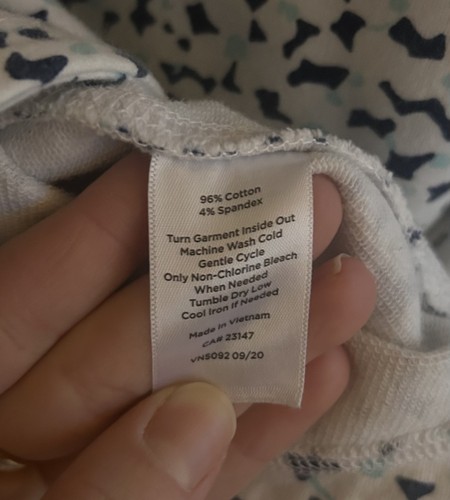 96% Cotton
4% Spandex
Turn Garment Inside Out
Machine Wash Cold
Gentle Cycle
Only Non-Chlorine Bleach
When Needed
Tumble Dry Low
Cool Iron If Needed
Made in Vietnam
CA# 23147
VN5092 09/20